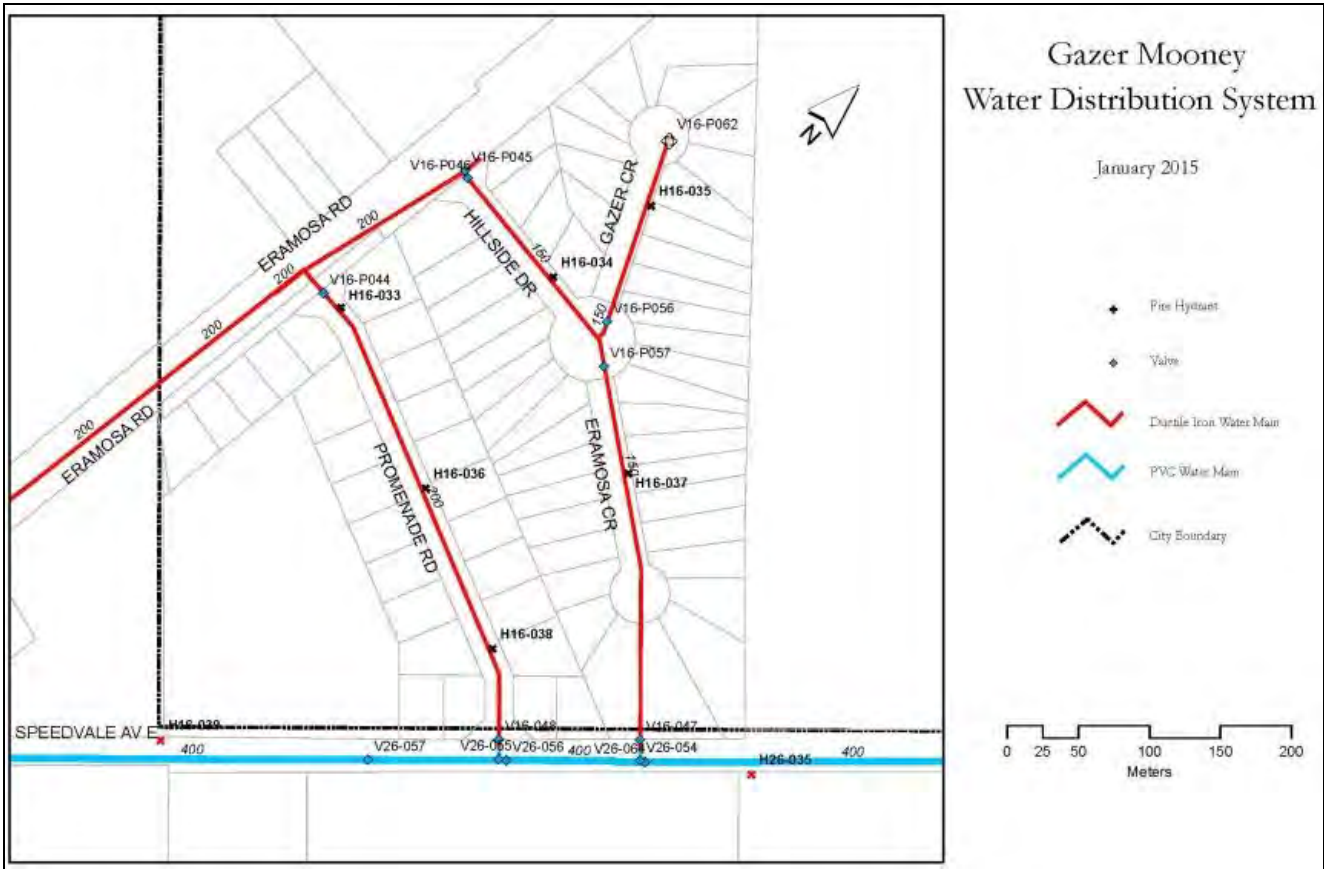 Gazer Mooney
Water Distribution System
January 2015
N
V16-P062
V16-P045
V16-P046
H16-035
GAZER CR
ERAMOSA RD
200
HILLSIDE DR
150
H16-034
200
V16-P044
H16-033
V16-P056
150
200
V16-P057
200
ERAMOSA RD
PROMENADE RD
H16-036
200
ERAMOSA CR
150
H16-037
H16-038
SPEEDVALE AV E
H16-039
V16-048
V16-047
400
V26-057
V26-055
V26-056
400
V26-064
V26-054
400
H26-035
Fire Hydrant
Valve
Ductile Iron Water Main
PVC Water Main
City Boundary
0 25 50 100 150 200
Meters